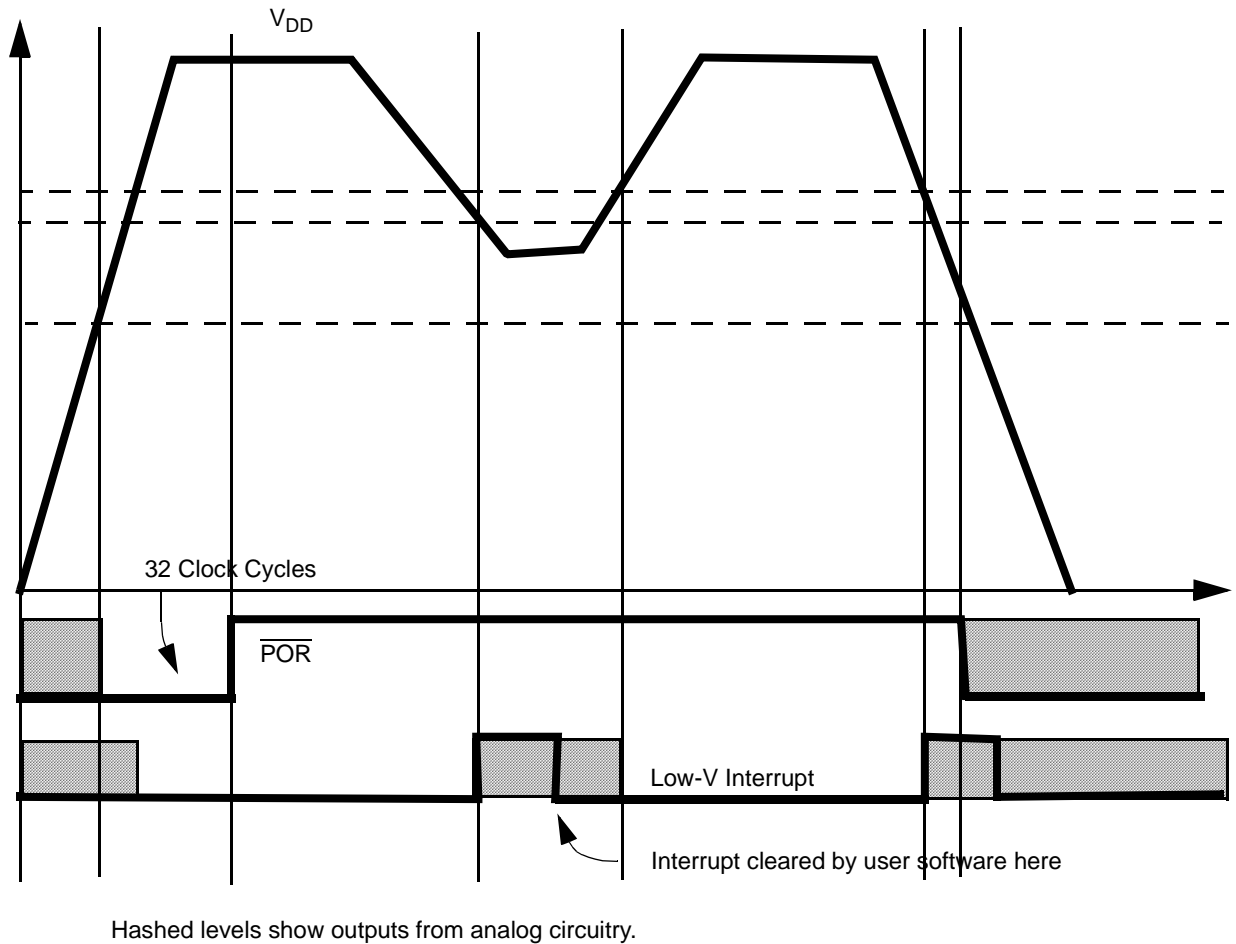 VDD
32 Clock Cycles
POR
Low-V Interrupt
Interrupt cleared by user software here
Hashed levels show outputs from analog circuitry.